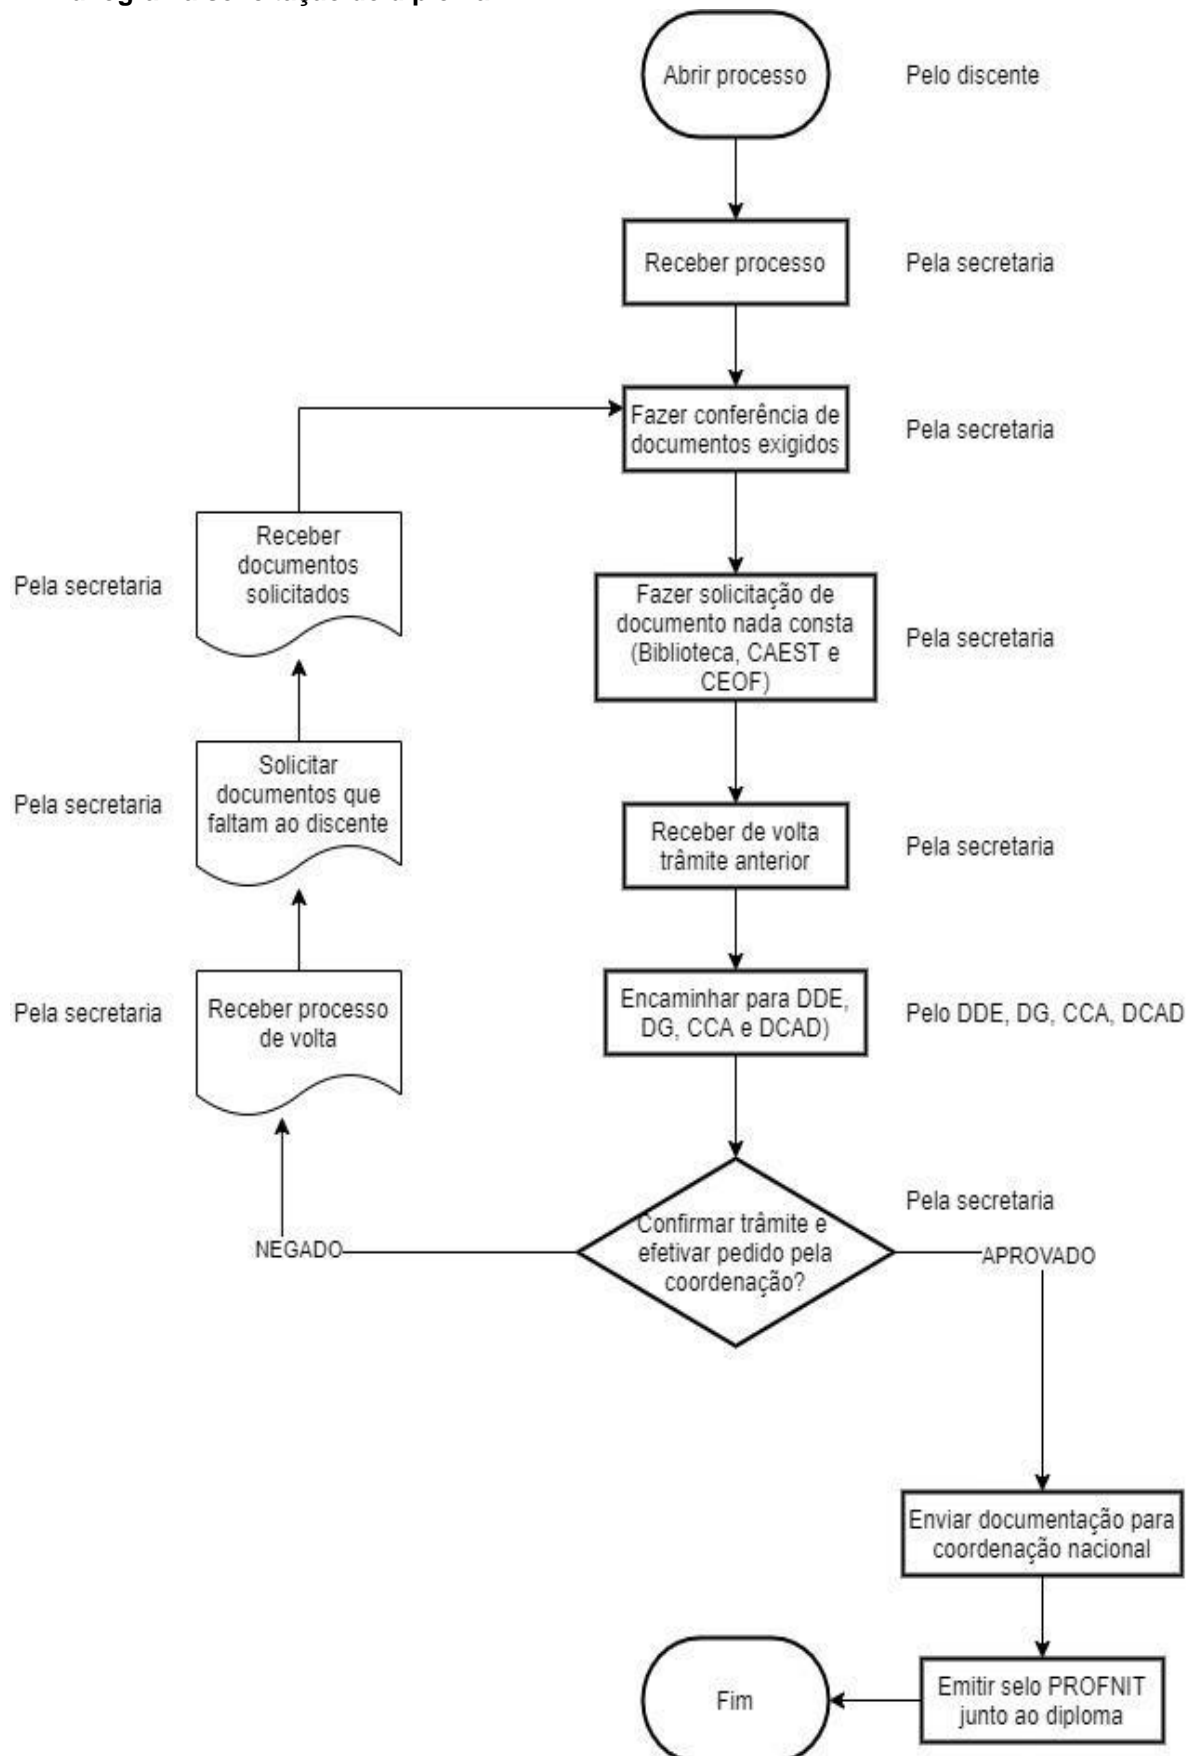 Abrir processo
Pelo discente
Receber processo
Pela secretaria
Fazer conferência de
documentos exigidos
Pela secretaria
Receber
documentos
solicitados
Pela secretaria
Fazer solicitação de
documento nada consta
(Biblioteca, CAEST e
CEOF)
Pela secretaria
Solicitar
documentos que
faltam ao discente
Pela secretaria
Receber de volta
trâmite anterior
Pela secretaria
Receber processo
de volta
Pela secretaria
Encaminhar para DDE,
DG, CCA e DCAD)
Pelo DDE, DG, CCA, DCAD
Pela secretaria
Confirmar trâmite e
efetivar pedido pela
coordenação?
NEGADO
APROVADO
Enviar documentação para
coordenação nacional
Emitir selo PROFNIT
junto ao diploma
Fim